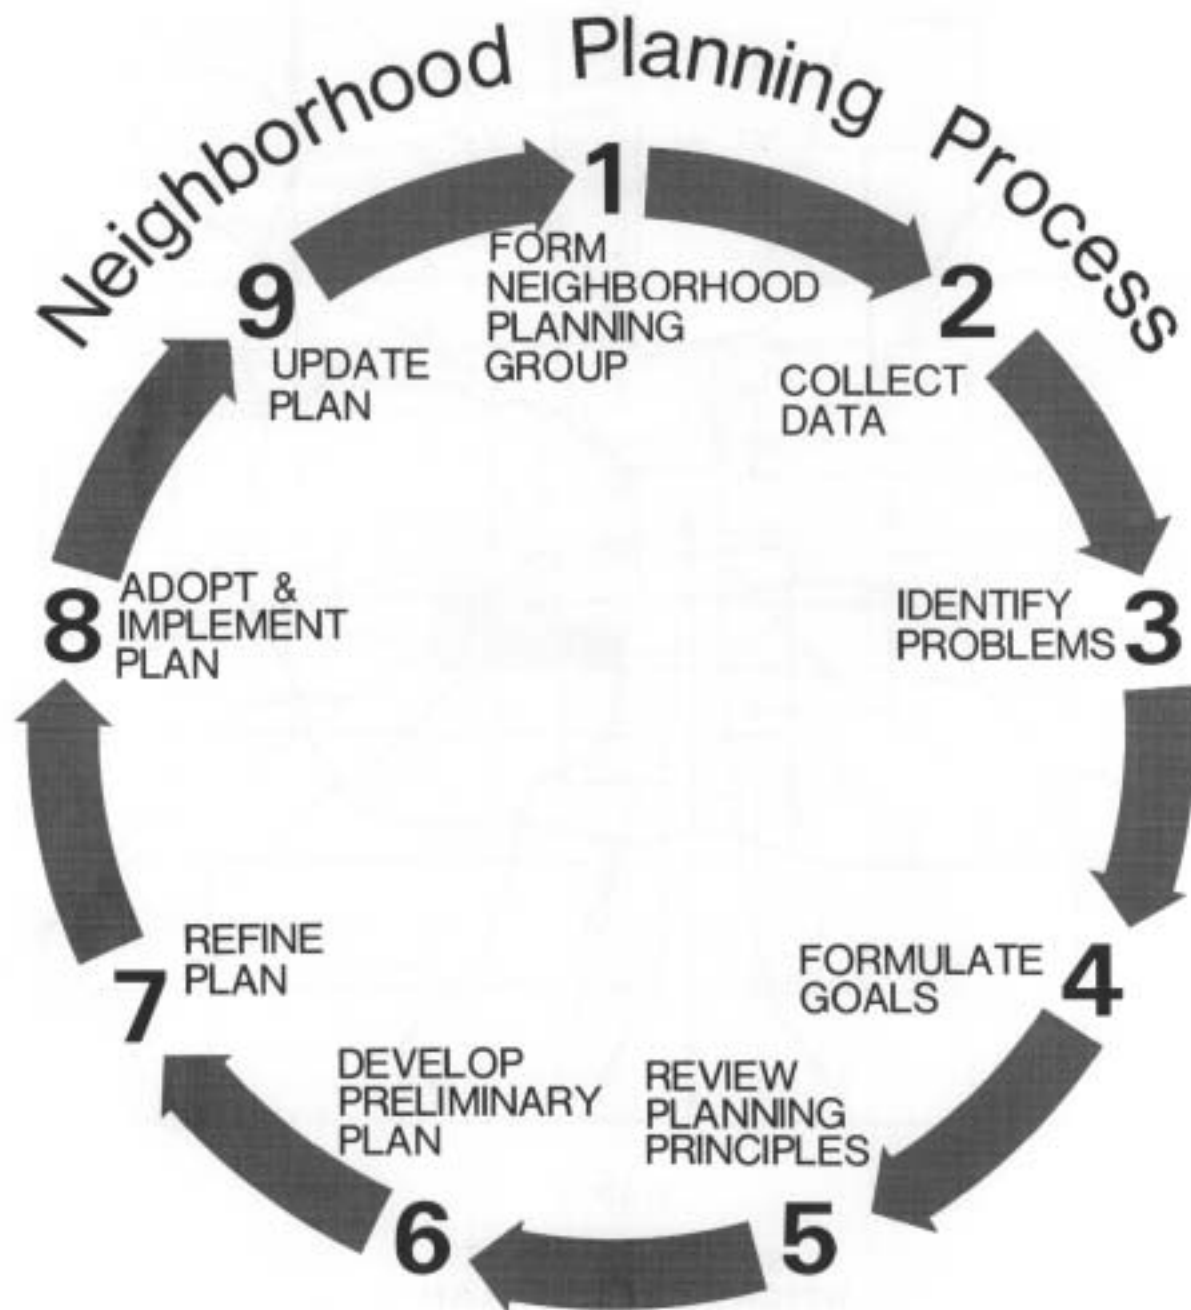 Neighborhood Planning Process
1
FORM
NEIGHBORHOOD
PLANNING
GROUP
2
COLLECT
DATA
3
IDENTIFY
PROBLEMS
4
FORMULATE
GOALS
5
REVIEW
PLANNING
PRINCIPLES
6
DEVELOP
PRELIMINARY
PLAN
7
REFINE
PLAN
8
ADOPT &
IMPLEMENT
PLAN
9
UPDATE
PLAN